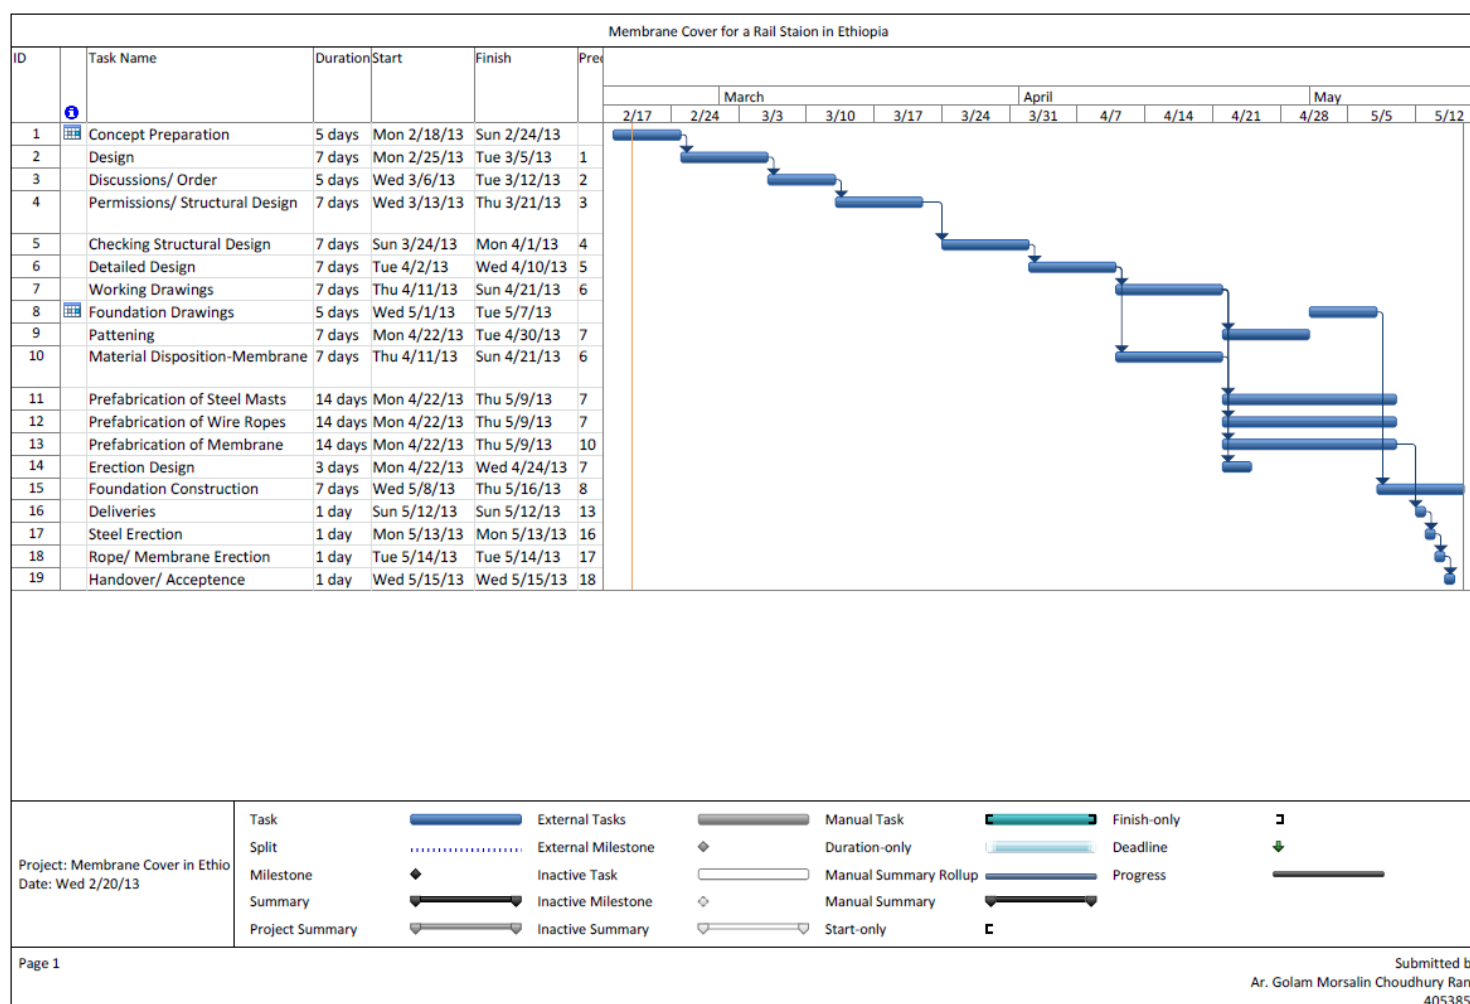 Membrane Cover for a Rail Staion in Ethiopia
ID Task Name Duration Start Finish Pred
March April May
2/17 2/24 3/3 3/10 3/17 3/24 3/31 4/7 4/14 4/21 4/28 5/5 5/12
1 Concept Preparation 5 days Mon 2/18/13 Sun 2/24/13
2 Design 7 days Mon 2/25/13 Tue 3/5/13 1
3 Discussions/ Order 5 days Wed 3/6/13 Tue 3/12/13 2
4 Permissions/ Structural Design 7 days Wed 3/13/13 Thu 3/21/13 3
5 Checking Structural Design 7 days Sun 3/24/13 Mon 4/1/13 4
6 Detailed Design 7 days Tue 4/2/13 Wed 4/10/13 5
7 Working Drawings 7 days Thu 4/11/13 Sun 4/21/13 6
8 Foundation Drawings 5 days Wed 5/1/13 Tue 5/7/13
9 Pattening 7 days Mon 4/22/13 Tue 4/30/13 7
10 Material Disposition-Membrane 7 days Thu 4/11/13 Sun 4/21/13 6
11 Prefabrication of Steel Masts 14 days Mon 4/22/13 Thu 5/9/13 7
12 Prefabrication of Wire Ropes 14 days Mon 4/22/13 Thu 5/9/13 7
13 Prefabrication of Membrane 14 days Mon 4/22/13 Thu 5/9/13 10
14 Erection Design 3 days Mon 4/22/13 Wed 4/24/13 7
15 Foundation Construction 7 days Wed 5/8/13 Thu 5/16/13 8
16 Deliveries 1 day Sun 5/12/13 Sun 5/12/13 13
17 Steel Erection 1 day Mon 5/13/13 Mon 5/13/13 16
18 Rope/ Membrane Erection 1 day Tue 5/14/13 Tue 5/14/13 17
19 Handover/ Acceptence 1 day Wed 5/15/13 Wed 5/15/13 18
Project: Membrane Cover in Ethio
Date: Wed 2/20/13
Task External Tasks Manual Task Finish-only
Split External Milestone Duration-only Deadline
Milestone Inactive Task Manual Summary Rollup Progress
Summary Inactive Milestone Manual Summary
Project Summary Inactive Summary Start-only
Page 1
Submitted b
Ar. Golam Morsalin Choudhury Ran
405385